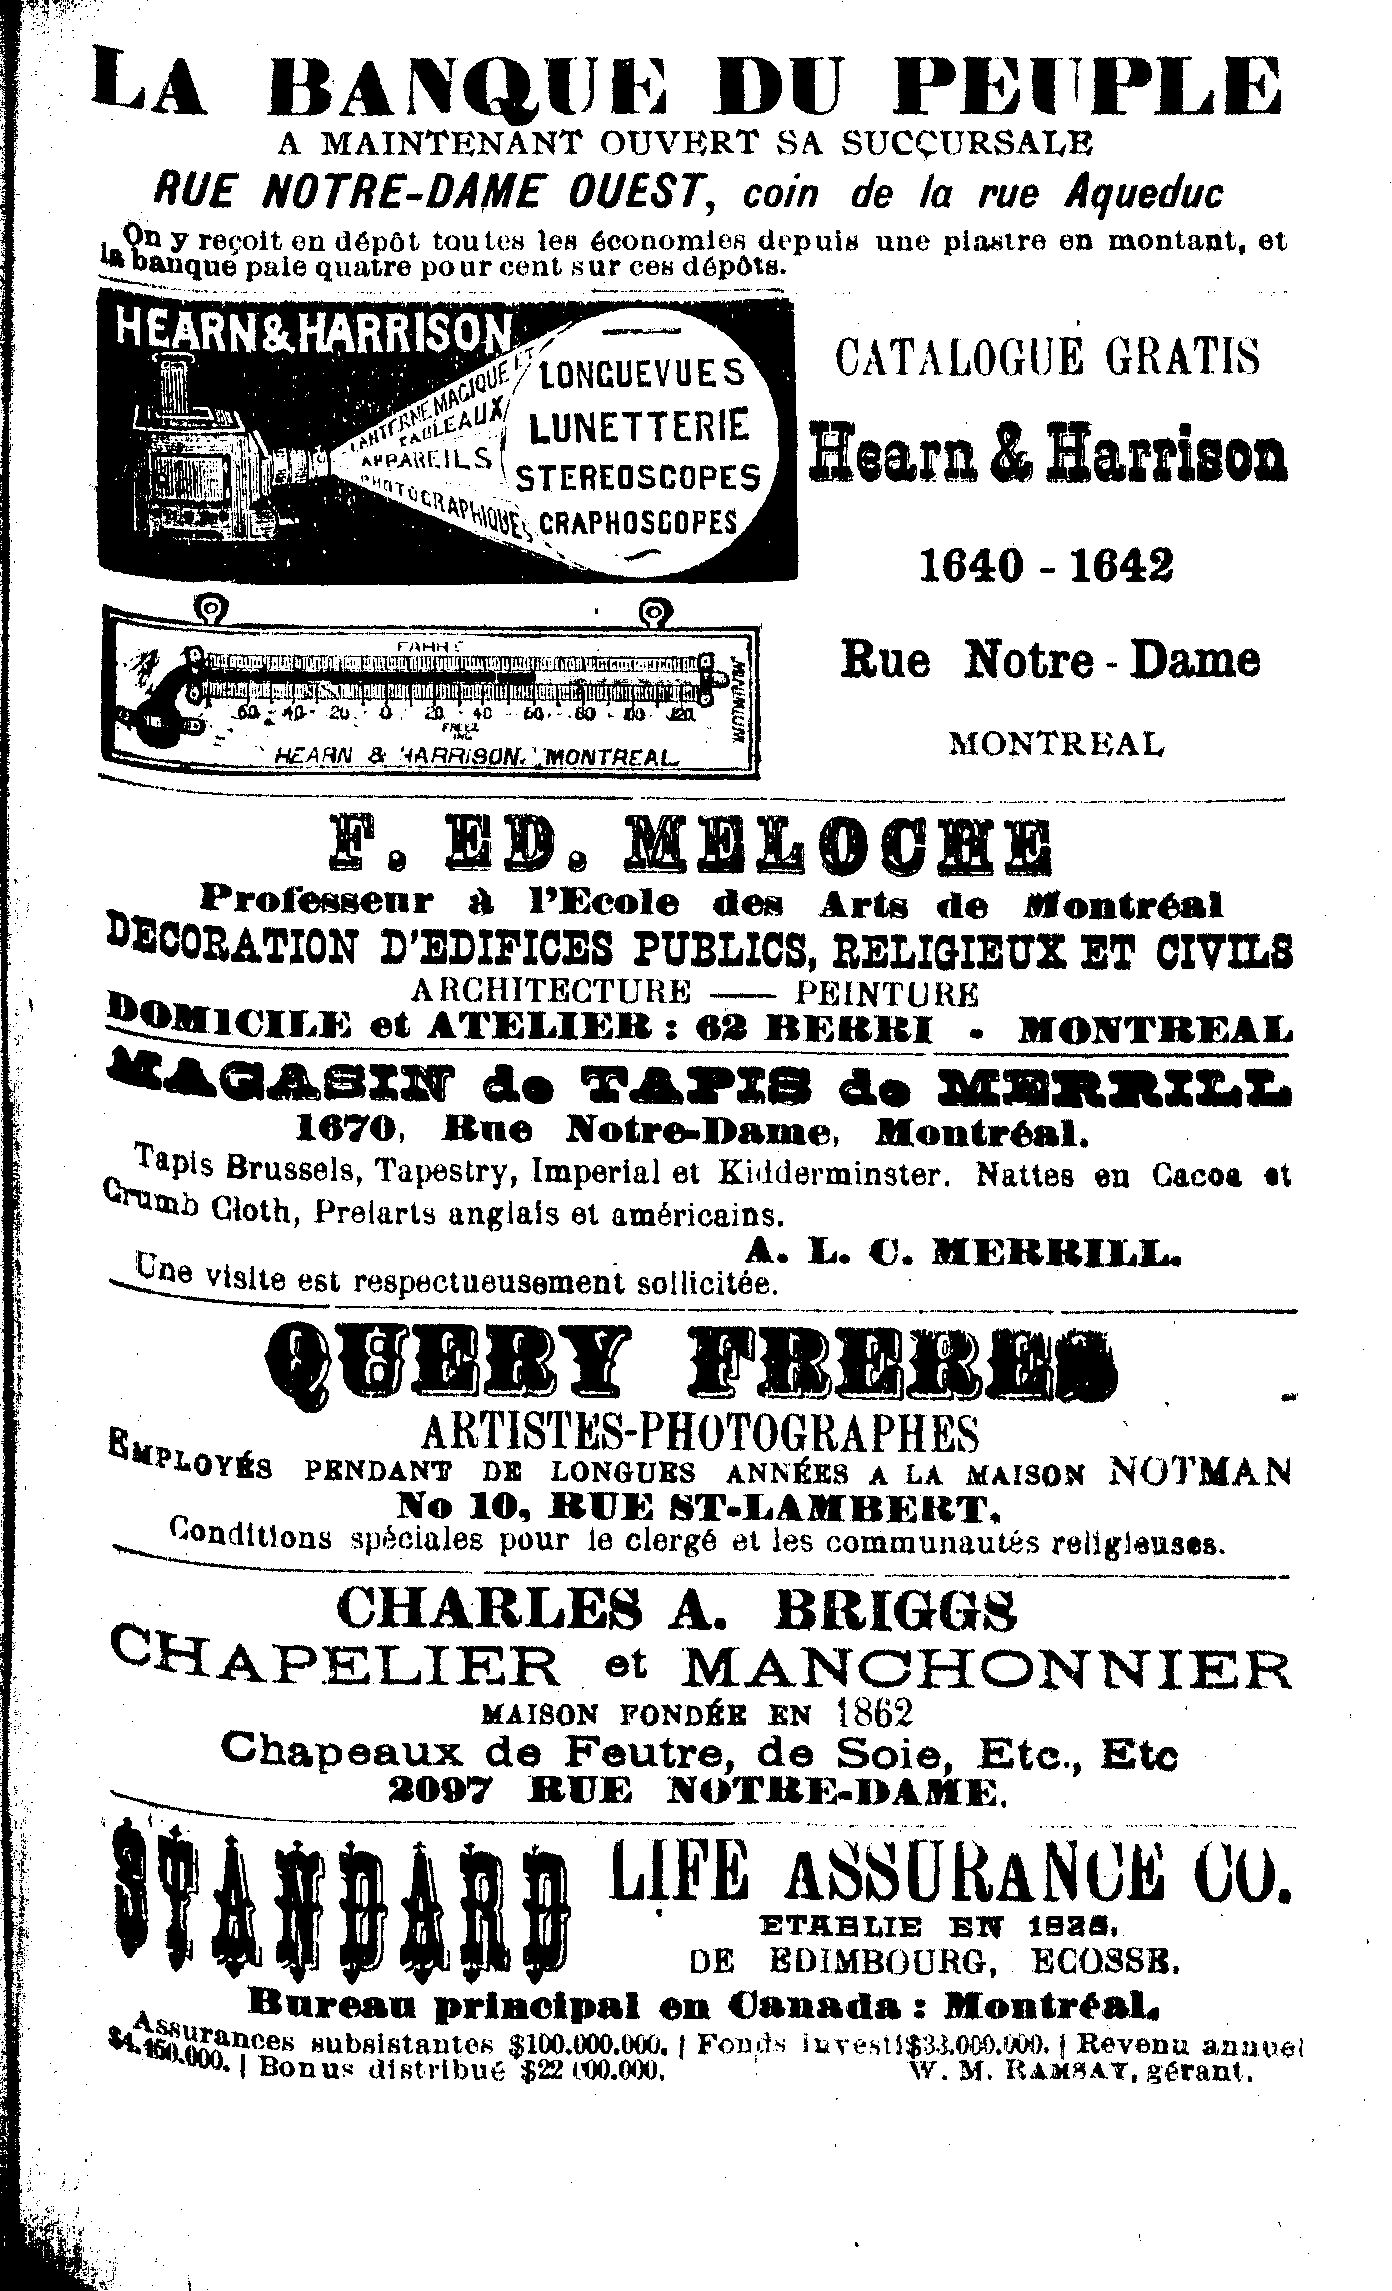 LA BANQUE DU PEUPLE
A MAINTENANT OUVERT SA SUCCURSALE
RUE NOTRE-DAME OUEST, coin de la rue Aqueduc
On y reçoit en dépôt toutes les économies depuis une piastre en montant, et
la banque paie quatre pour cent sur ces dépôts.
HEARN & HARRISON
LANTERNE MAGIQUE ET
TABLEAUX
APPAREILS
PHOTOGRAPHIQUES
LONGUEVUES
LUNETTERIE
STEREOSCOPES
GRAPHOSCOPES
CATALOGUE GRATIS
Hearn & Harrison
1640 - 1642
Rue Notre-Dame
MONTREAL
FAHHT
60 40 20 0 20 40 60 80 100 120
FREEZ
ING
HEARN & HARRISON. MONTREAL
F. ED. MELOCHE
Professeur à l'Ecole des Arts de Montréal
DECORATION D'EDIFICES PUBLICS, RELIGIEUX ET CIVILS
ARCHITECTURE — PEINTURE
DOMICILE et ATELIER : 62 BERRI - MONTREAL
MAGASIN de TAPIS de MERRILL
1670, Rue Notre-Dame, Montréal.
Tapis Brussels, Tapestry, Imperial et Kidderminster. Nattes en Cacoa et
Crumb Cloth, Prelarts anglais et américains.
A. L. C. MERRILL.
Une visite est respectueusement sollicitée.
QUERY FRERES
ARTISTES-PHOTOGRAPHES
EMPLOYÉS PENDANT DE LONGUES ANNÉES A LA MAISON NOTMAN
No 10, RUE ST-LAMBERT.
Conditions spéciales pour le clergé et les communautés religieuses.
CHARLES A. BRIGGS
CHAPELIER et MANCHONNIER
MAISON FONDÉE EN 1862
Chapeaux de Feutre, de Soie, Etc., Etc
2097 RUE NOTRE-DAME.
STANDARD LIFE ASSURANCE CO.
ETABLIE EN
DE EDIMBOURG, ECOSSE.
Bureau principal en Canada : Montréal.
Assurances subsistantes $100.000.000. | Fonds investi $33.000.000. | Revenu annuel
$4.450.000. | Bonus distribué $22 000.000. W. M. RAMSAY, gérant.